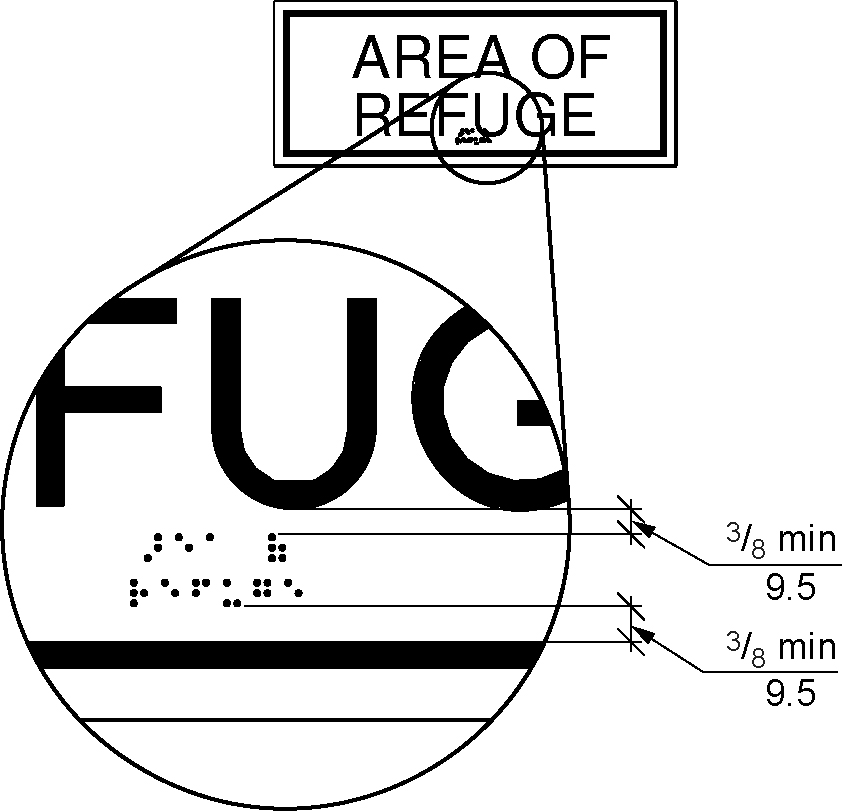 AREA OF
REFUGE
⠜⠑⠁ ⠷
⠗⠑⠋⠥⠛⠑
FUG
⠜⠑⠁ ⠷
⠗⠑⠋⠥⠛⠑
3/8 min
9.5
3/8 min
9.5